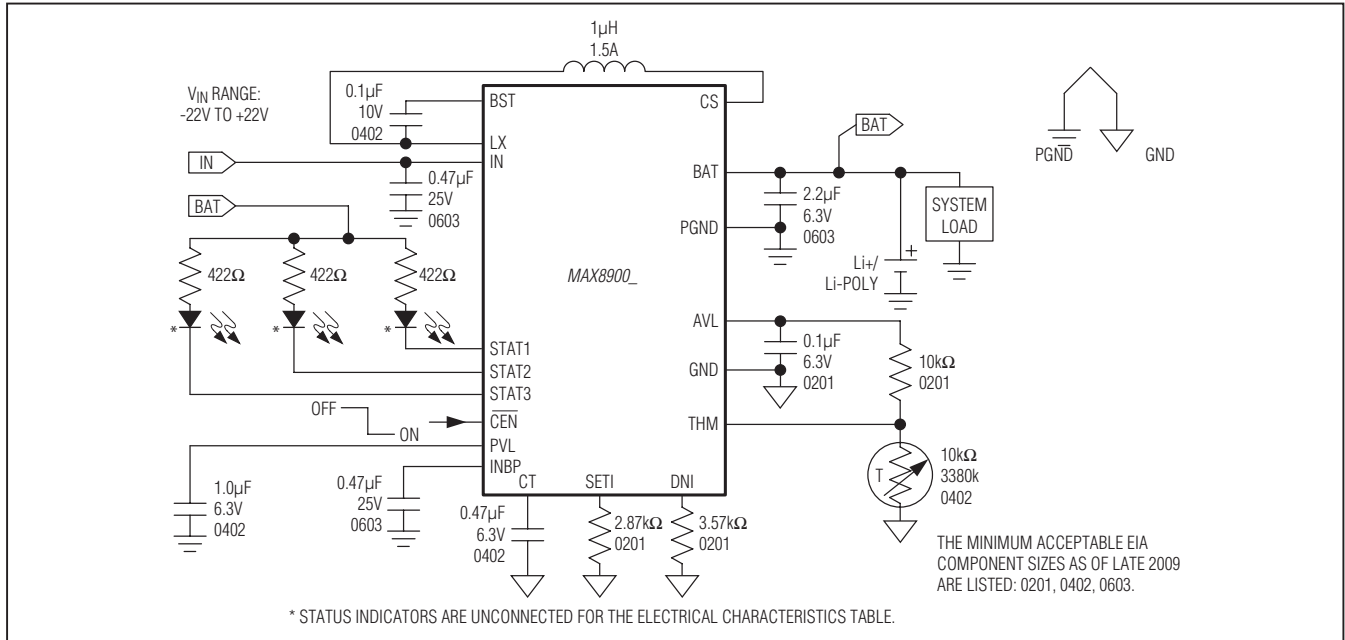 1µH
1.5A
VIN RANGE:
-22V TO +22V
0.1µF
10V
0402
BST
LX
IN
CS
IN
0.47µF
25V
0603
BAT
BAT
BAT
2.2µF
6.3V
0603
PGND
SYSTEM
LOAD
PGND
GND
422Ω
422Ω
422Ω
MAX8900_
+
Li+/
Li-POLY
*
*
*
AVL
0.1µF
6.3V
0201
GND
10kΩ
0201
STAT1
STAT2
STAT3
OFF
ON
CEN
THM
PVL
INBP
T
10kΩ
3380k
0402
1.0µF
6.3V
0402
0.47µF
25V
0603
CT
SETI
DNI
0.47µF
6.3V
0402
2.87kΩ
0201
3.57kΩ
0201
THE MINIMUM ACCEPTABLE EIA
COMPONENT SIZES AS OF LATE 2009
ARE LISTED: 0201, 0402, 0603.
* STATUS INDICATORS ARE UNCONNECTED FOR THE ELECTRICAL CHARACTERISTICS TABLE.